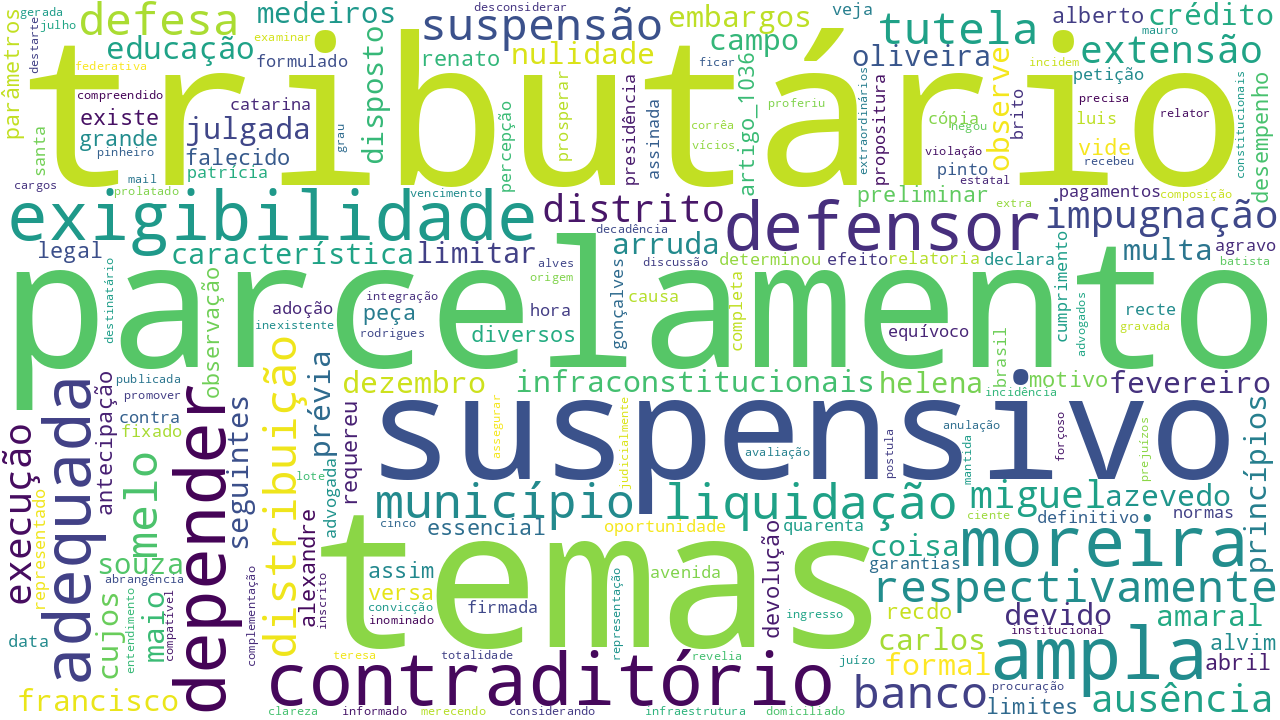 tributário
parcelamento
suspensivo
temas
exigibilidade
defensor
contraditório
ampla
moreira
adequada
depender
suspensão
tutela
defesa
extensão
crédito
embargos
medeiros
educação
campo
nulidade
oliveira
alberto
disposto
renato
formulado
parâmetros
gerada
julho
destarte
examinar
federativa
compreendido
existe
grande
pinheiro
santa
catarina
julgada
falecido
patrícia
grau
mail
cargos
prolatado
vencimento
desconsiderar
ficar
veja
mauro
incidem
petição
precisa
relator
constitucionais
desempenho
luis
vide
recebeu
observe
brito
cópia
negou
violação
pinto
estatal
propositura
extraordinários
proferiu
artigo_1036
corrêa
vícios
assinada
presidência
prosperar
percepção
preliminar
extra
pagamentos
composição
distrito
decadência
impugnação
legal
característica
limitar
alves
origem
arruda
discussão
determinou
efeito
relatoria
declara
multa
agravo
batista
destinatário
observação
adoção
inexistente
integração
peça
rodrigues
hora
diversos
gonçalves
causa
completa
equívoco
brasil
cumprimento
advogados
recte
gravada
publicada
promover
contra
fixado
antecipação
execução
representado
melo
seguintes
distribuição
prévia
lote
advogada
requereu
dezembro
infraconstitucionais
helena
incidência
motivo
fevereiro
assegurar
judicialmente
avaliação
postula
anulação
mantida
forçoso
prejuízos
princípios
município
liquidação
miguel
azevedo
cinco
essencial
oportunidade
quarenta
ciente
definitivo
normas
souza
abrangência
cujos
maio
entendimento
compatível
data
francisco
complementação
alexandre
inscrito
assim
versa
convicção
inominado
firmada
representação
avenida
devolução
ingresso
coisa
garantias
respectivamente
recdo
devido
institucional
amaral
carlos
formal
alvim
abril
teresa
totalidade
revelia
juízo
banco
procuração
limites
ausência
clareza
informado
merecendo
considerando
infraestrutura
domiciliado